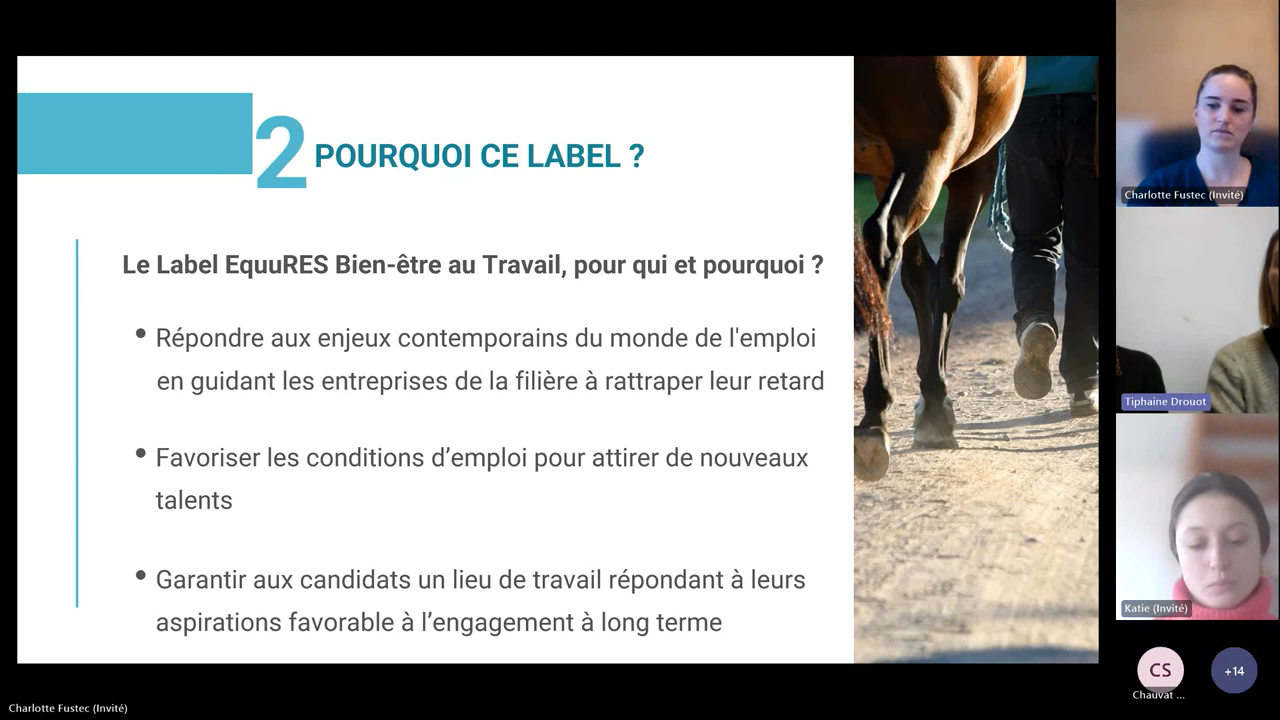 2 POURQUOI CE LABEL ?
Le Label EquuRES Bien-être au Travail, pour qui et pourquoi ?
• Répondre aux enjeux contemporains du monde de l'emploi
en guidant les entreprises de la filière à rattraper leur retard
• Favoriser les conditions d’emploi pour attirer de nouveaux
talents
• Garantir aux candidats un lieu de travail répondant à leurs
aspirations favorable à l’engagement à long terme
Charlotte Fustec (Invité)
Tiphaine Drouot
Katie (Invité)
CS
Chauvat ...
+14
Charlotte Fustec (Invité)